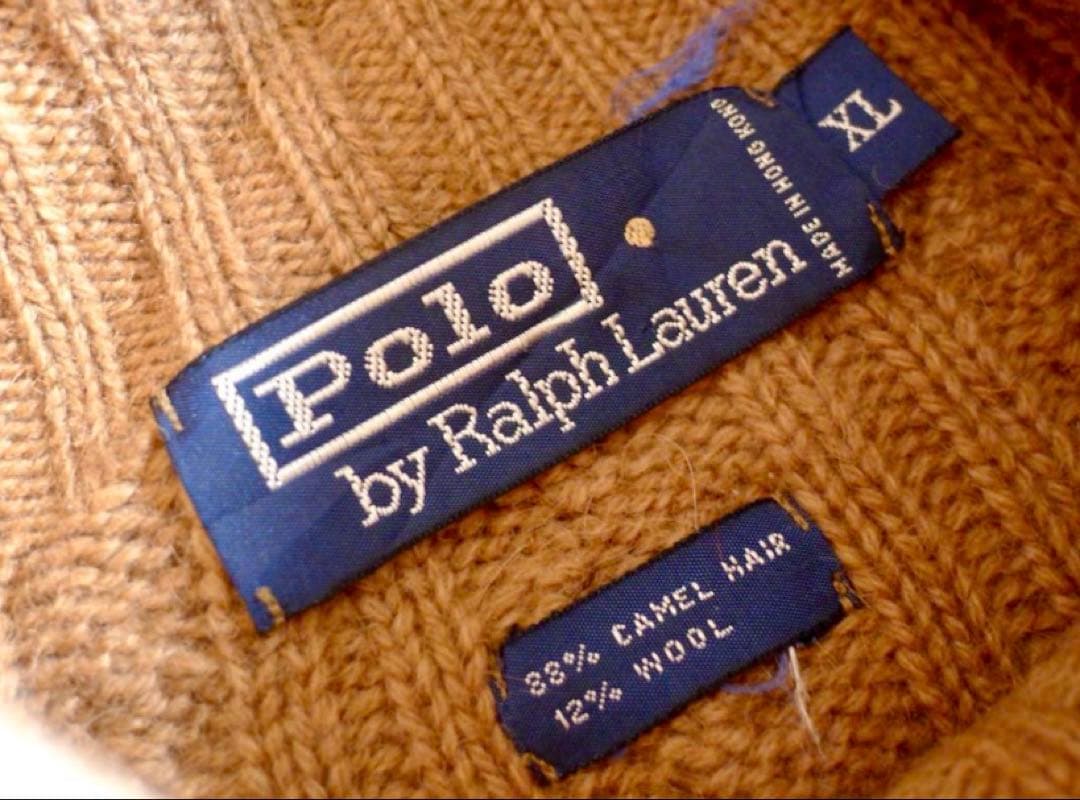 Polo
by Ralph Lauren
MADE IN HONG KONG
XL
88% CAMEL HAIR
12% WOOL